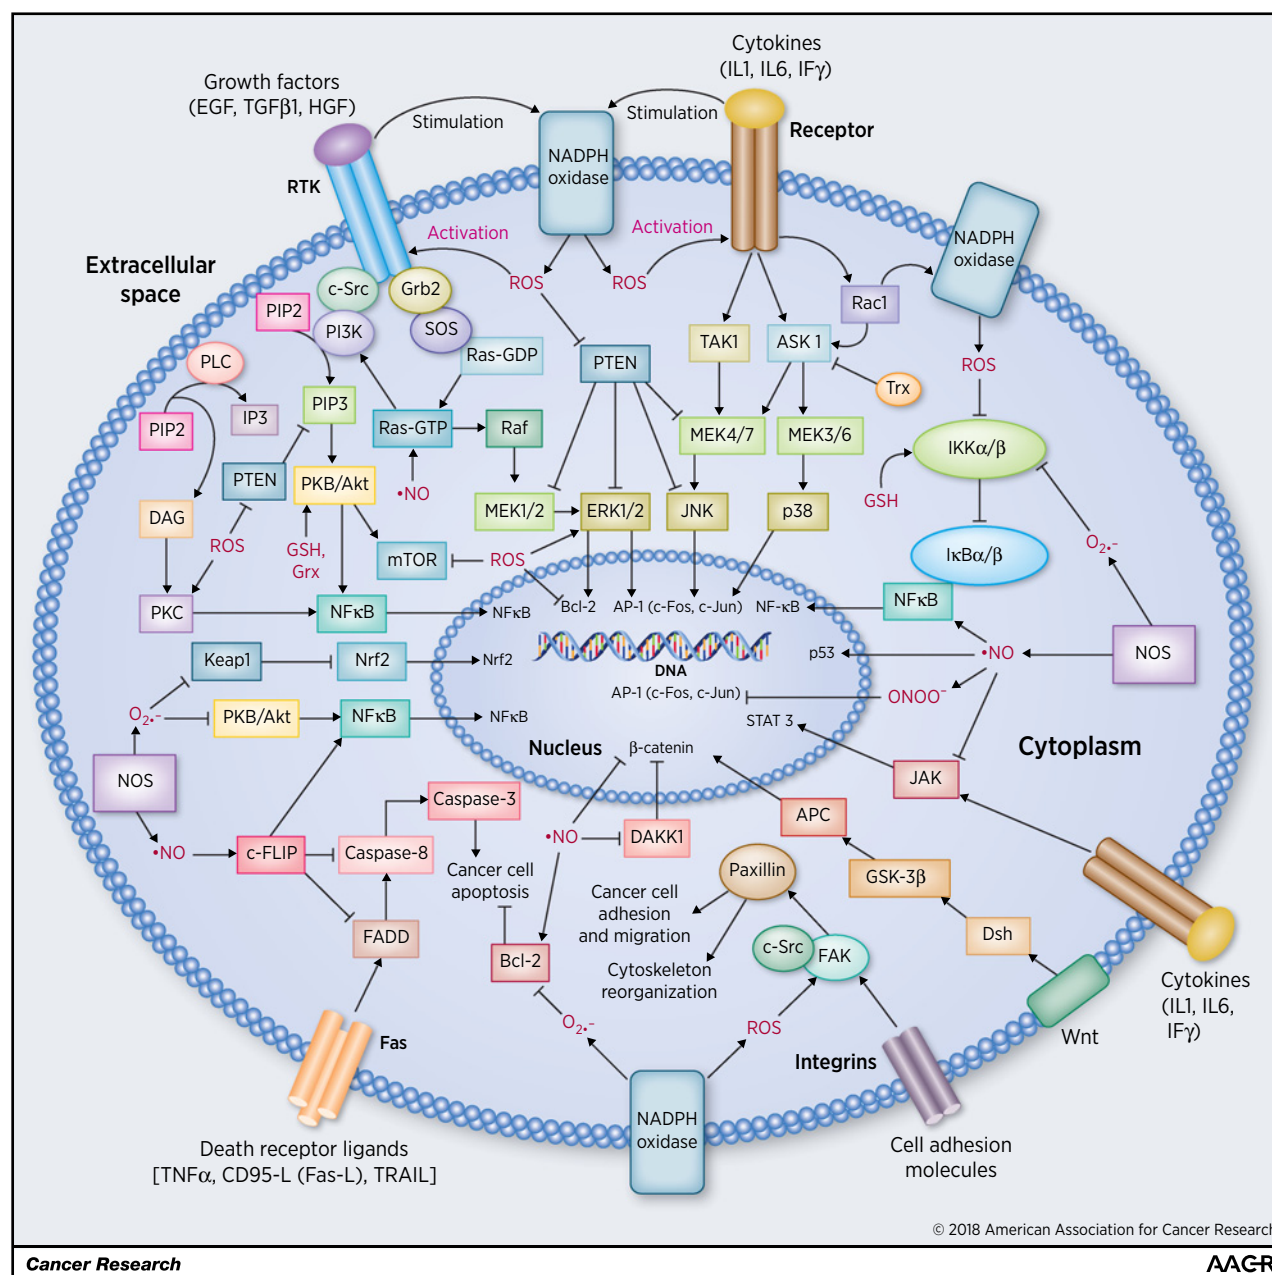 Cytokines
(IL1, IL6, IFγ)
Growth factors
(EGF, TGFβ1, HGF)
Stimulation
Stimulation
Receptor
NADPH
oxidase
RTK
Activation
Activation
NADPH
oxidase
Extracellular
space
ROS
ROS
c-Src
Grb2
PIP2
PI3K
SOS
Rac1
TAK1
ASK 1
PLC
Ras-GDP
PTEN
ROS
Trx
PIP3
IP3
PIP2
Ras-GTP
Raf
MEK4/7
MEK3/6
IKKα/β
PTEN
PKB/Akt
•NO
GSH
DAG
MEK1/2
ERK1/2
JNK
p38
ROS
GSH,
Grx
mTOR
ROS
O2•-
IκBα/β
PKC
NFκB
NFκB
Bcl-2
AP-1 (c-Fos, c-Jun)
NF-κB
NFκB
Keap1
Nrf2
Nrf2
DNA
p53
•NO
NOS
AP-1 (c-Fos, c-Jun)
ONOO-
O2•-
PKB/Akt
NFκB
NFκB
STAT 3
Nucleus
β-catenin
Cytoplasm
NOS
JAK
Caspase-3
APC
•NO
c-FLIP
Caspase-8
•NO
DAKK1
Cancer cell
apoptosis
Paxillin
GSK-3β
Cancer cell
adhesion
and migration
FADD
Dsh
c-Src
FAK
Bcl-2
Cytoskeleton
reorganization
Cytokines
(IL1, IL6,
IFγ)
Fas
O2•-
ROS
Wnt
Integrins
NADPH
oxidase
Death receptor ligands
[TNFα, CD95-L (Fas-L), TRAIL]
Cell adhesion
molecules
© 2018 American Association for Cancer Research
Cancer Research
AACR